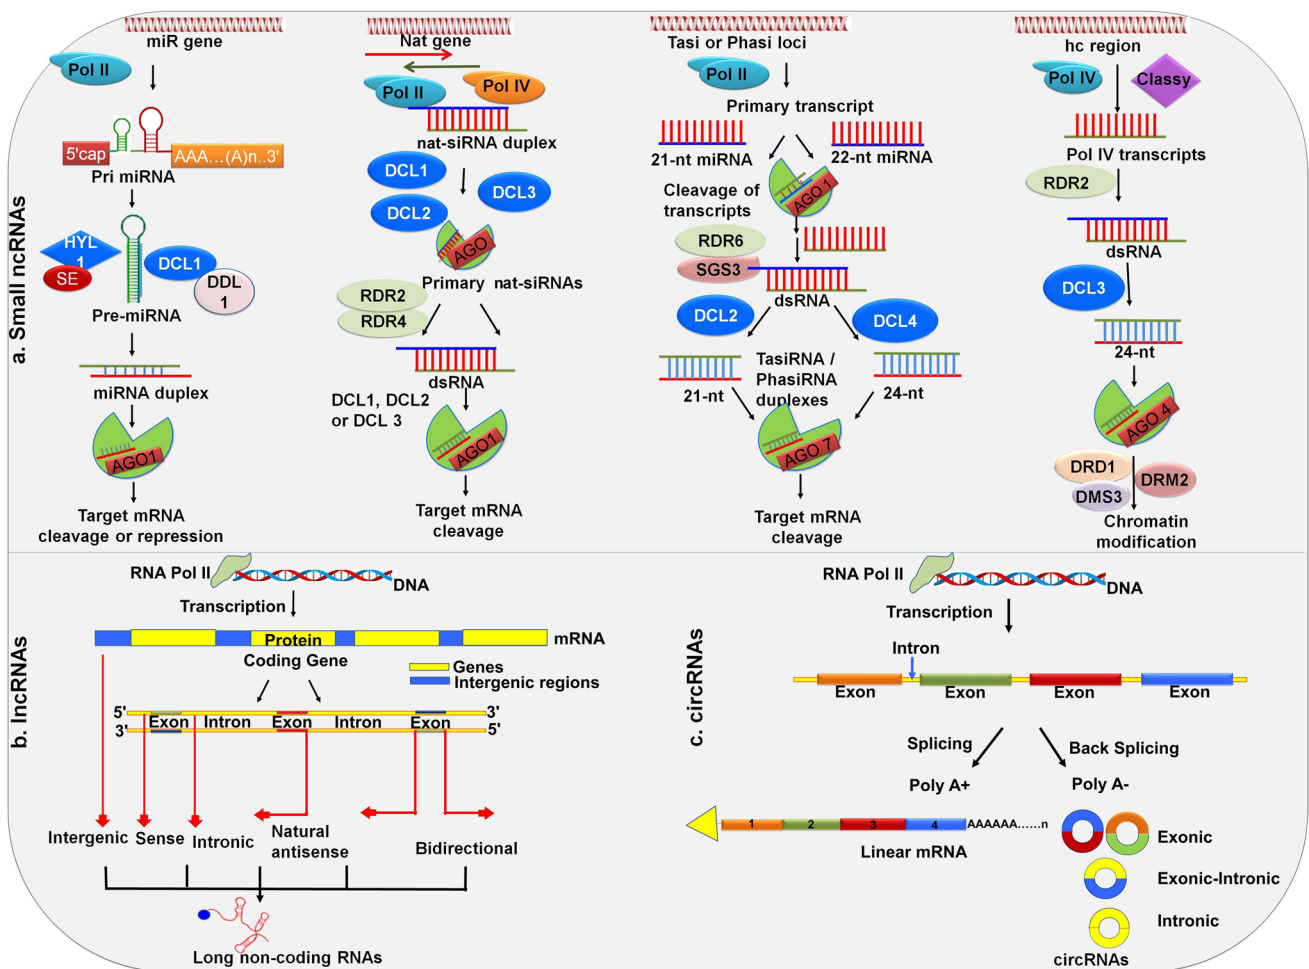 a. Small ncRNAs
miR gene
Pol II
5'cap
AAA...(A)n..3'
Pri miRNA
HYL
1
SE
DCL1
DDL
1
Pre-miRNA
miRNA duplex
AGO1
Target mRNA
cleavage or repression
Nat gene
Pol II
Pol IV
nat-siRNA duplex
DCL1
DCL2
DCL3
AGO
Primary nat-siRNAs
RDR2
RDR4
dsRNA
DCL1, DCL2
or DCL 3
AGO1
Target mRNA
cleavage
Tasi or Phasi loci
Pol II
Primary transcript
21-nt miRNA
22-nt miRNA
Cleavage of
transcripts
AGO 1
RDR6
SGS3
dsRNA
DCL2
DCL4
TasiRNA /
PhasiRNA
duplexes
21-nt
24-nt
AGO 7
Target mRNA
cleavage
hc region
Pol IV
Classy
Pol IV transcripts
RDR2
dsRNA
DCL3
24-nt
AGO 4
DRD1
DMS3
DRM2
Chromatin
modification
b. lncRNAs
RNA Pol II
DNA
Transcription
Protein
mRNA
Coding Gene
Genes
Intergenic regions
5'
3'
Exon
Intron
Exon
Intron
Exon
3'
5'
Intergenic
Sense
Intronic
Natural
antisense
Bidirectional
Long non-coding RNAs
c. circRNAs
RNA Pol II
DNA
Transcription
Intron
Exon
Exon
Exon
Exon
Splicing
Back Splicing
Poly A+
Poly A-
1
2
3
4
AAAAAA......n
Linear mRNA
Exonic
Exonic-Intronic
Intronic
circRNAs